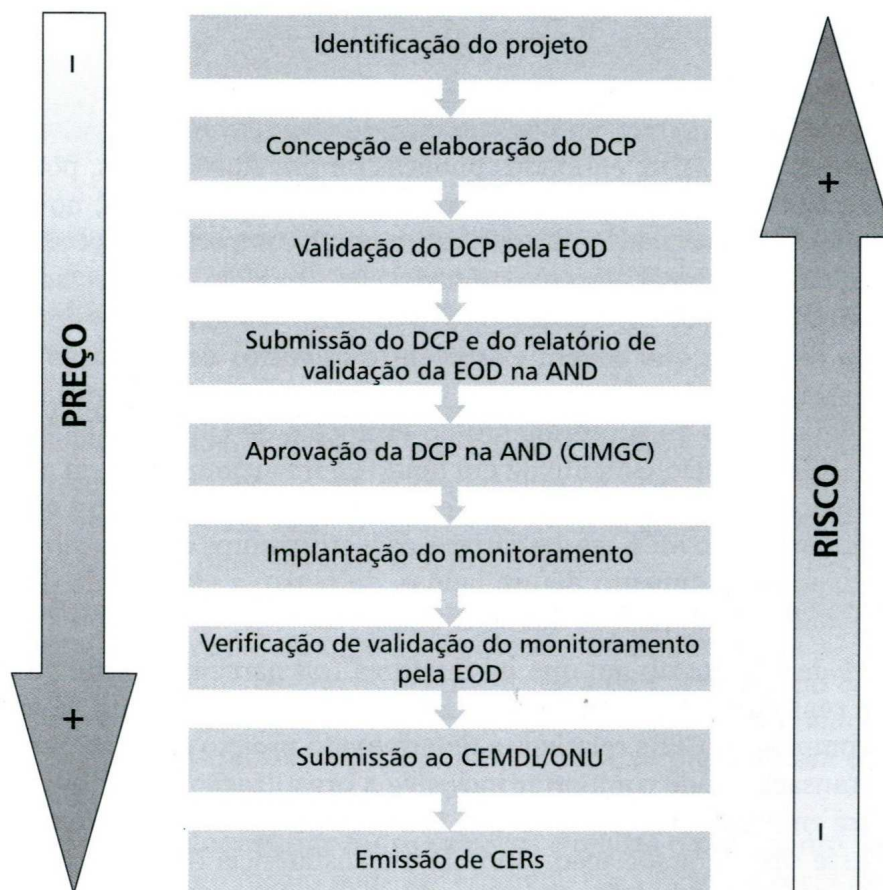 Identificação do projeto
Concepção e elaboração do DCP
Validação do DCP pela EOD
Submissão do DCP e do relatório de
validação da EOD na AND
Aprovação da DCP na AND (CIMGC)
Implantação do monitoramento
Verificação de validação do monitoramento
pela EOD
Submissão ao CEMDL/ONU
Emissão de CERs
–
PREÇO
+
+
RISCO
–